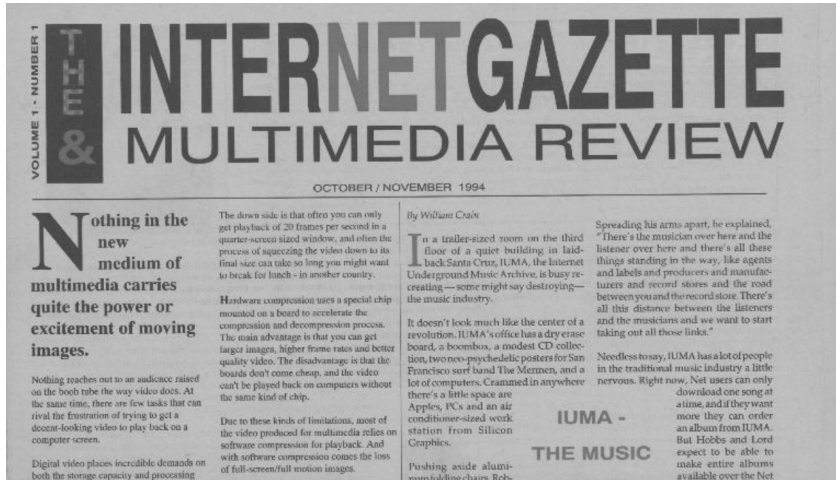 VOLUME 1 - NUMBER 1
THE &
INTERNETGAZETTE
MULTIMEDIA REVIEW
OCTOBER / NOVEMBER 1994
Nothing in the
new
medium of
multimedia carries
quite the power or
excitement of moving
images.
Nothing reaches out to an audience raised
on the boob tube the way video does. At
the same time, there are few tasks that can
rival the frustration of trying to get a
decent-looking video to play back on a
computer screen.
Digital video places incredible demands on
both the storage capacity and processing
The down side is that often you can only
get playback of 20 frames per second in a
quarter-screen sized window, and often the
process of squeezing the video down to its
final size can take so long you might want
to break for lunch - in another country.
Hardware compression uses a special chip
mounted on a board to accelerate the
compression and decompression process.
The main advantage is that you can get
larger images, higher frame rates and better
quality video. The disadvantage is that the
boards don't come cheap, and the video
can't be played back on computers without
the same kind of chip.
Due to these kinds of limitations, most of
the video produced for multimedia relies on
software compression for playback. And
with software compression comes the loss
of full-screen/full motion images.
By William Crain
In a trailer-sized room on the third
floor of a quiet building in laid-
back Santa Cruz, IUMA, the Internet
Underground Music Archive, is busy re-
creating — some might say destroying—
the music industry.
It doesn't look much like the center of a
revolution. IUMA's office has a dry erase
board, a boombox, a modest CD collec-
tion, two neo-psychedelic posters for San
Francisco surf band The Mermen, and a
lot of computers. Crammed in anywhere
there's a little space are
Apples, PCs and an air
conditioner-sized work
station from Silicon
Graphics.
Pushing aside alumi-
num folding chairs, Rob-
IUMA -
THE MUSIC
Spreading his arms apart, he explained,
"There's the musician over here and the
listener over here and there's all these
things standing in the way, like agents
and labels and producers and manufac-
turers and record stores and the road
between you and the record store. There's
all this distance between the listeners
and the musicians and we want to start
taking out all those links."
Needless to say, IUMA has a lot of people
in the traditional music industry a little
nervous. Right now, Net users can only
download one song at
a time, and if they want
more they can order
an album from IUMA.
But Hobbs and Lord
expect to be able to
make entire albums
available over the Net